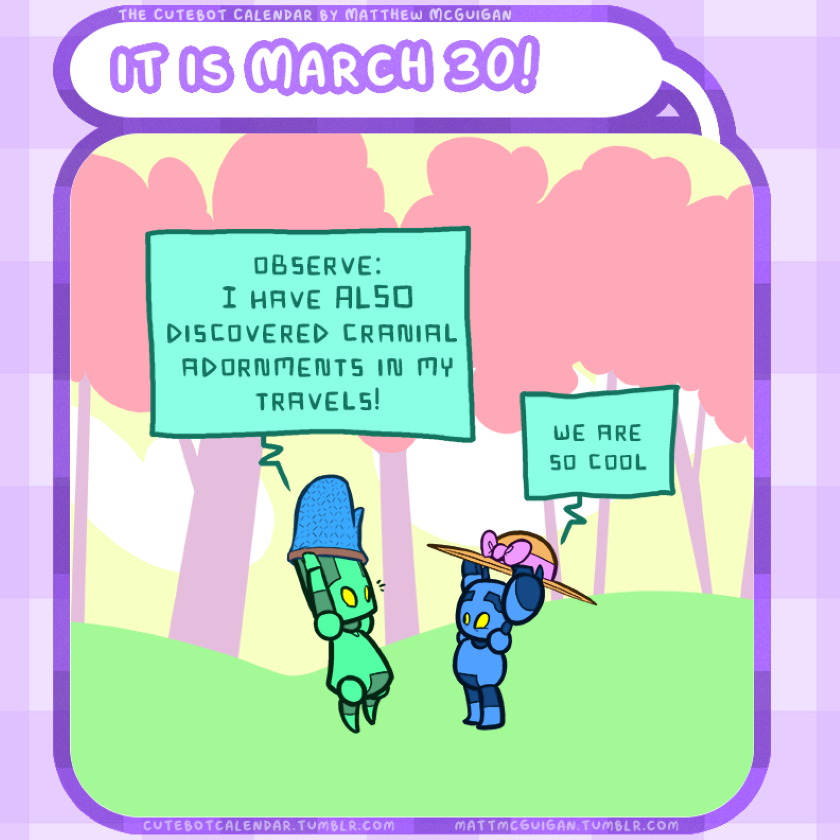 THE CUTEBOT CALENDAR BY MATTHEW MCGUIGAN
IT IS MARCH 30!
OBSERVE:
I HAVE ALSO
DISCOVERED CRANIAL
ADORNMENTS IN MY
TRAVELS!
WE ARE
SO COOL
CUTEBOTCALENDAR.TUMBLR.COM
MATTMCGUIGAN.TUMBLR.COM